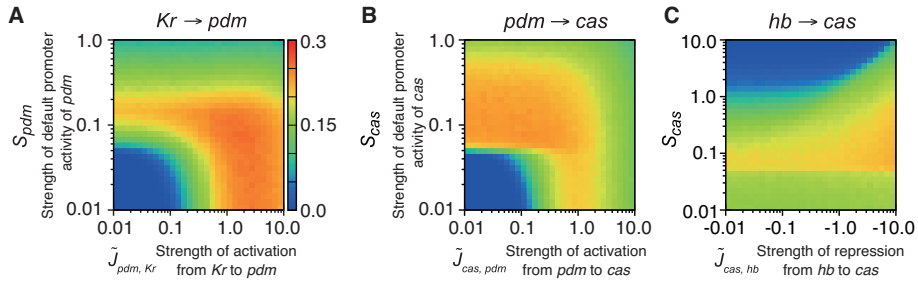 A
Kr → pdm
S_pdm
Strength of default promoter
activity of pdm
1.0
0.1
0.01
0.01
0.1
1.0
10.0
0.3
0.15
0.0
J̃_pdm, Kr
Strength of activation
from Kr to pdm
B
pdm → cas
S_cas
Strength of default promoter
activity of cas
1.0
0.1
0.01
0.01
0.1
1.0
10.0
J̃_cas, pdm
Strength of activation
from pdm to cas
C
hb → cas
S_cas
10.0
1.0
0.1
0.01
-0.01
-0.1
-1.0
-10.0
J̃_cas, hb
Strength of repression
from hb to cas